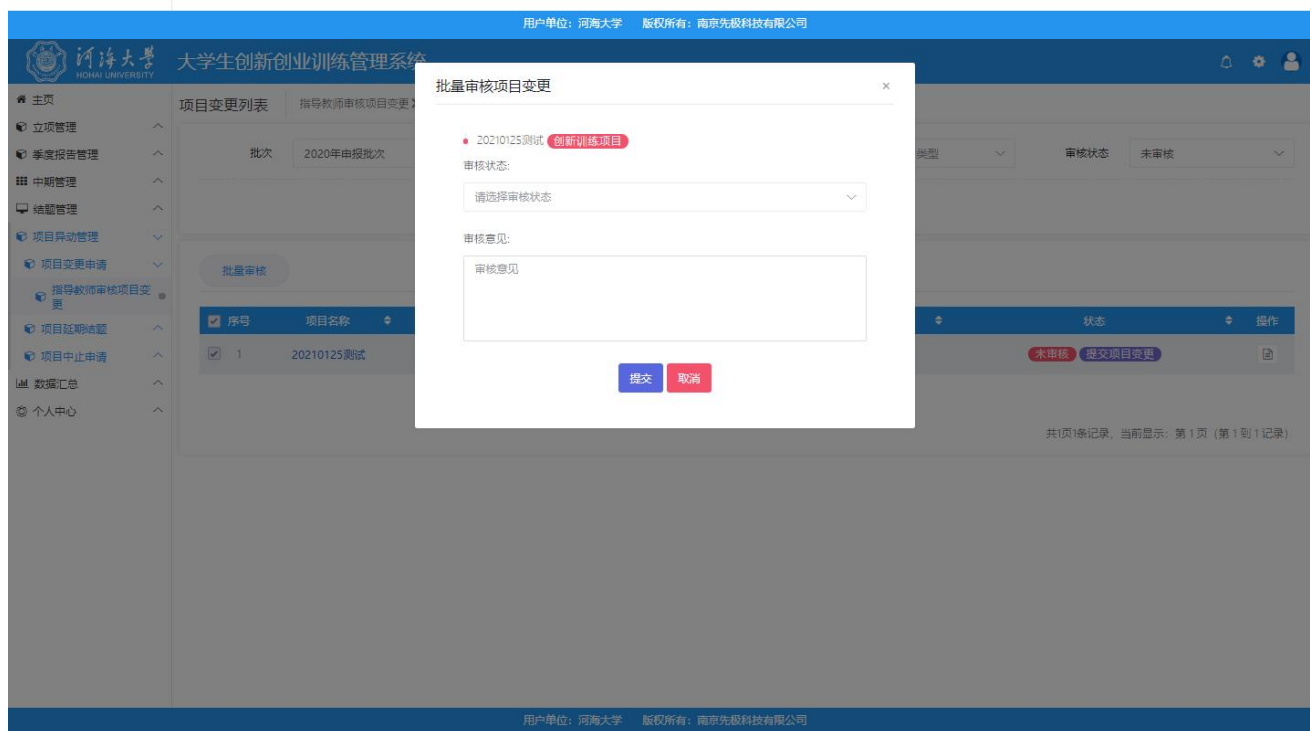 用户单位：河海大学 版权所有：南京先极科技有限公司
河海大学
HOHAI UNIVERSITY
大学生创新创业训练管理系统
批量审核项目变更
×
主页
项目变更列表 指导教师审核项目变更
立项管理
季度报告管理
中期管理
结题管理
项目异动管理
项目变更申请
指导教师审核项目变
更
项目延期结题
项目中止申请
数据汇总
个人中心
批次 2020年申报批次 类型 审核状态 未审核
20210125测试 创新训练项目
审核状态:
请选择审核状态
审核意见:
审核意见
提交 取消
批量审核
序号 项目名称 状态 操作
1 20210125测试 未审核 提交项目变更
共1页1条记录, 当前显示: 第 1 页 (第 1 到 1 记录)
用户单位：河海大学 版权所有：南京先极科技有限公司